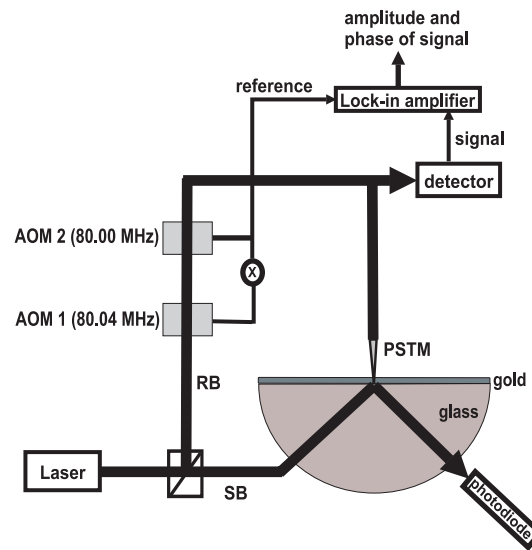 amplitude and
phase of signal
reference
Lock-in amplifier
signal
detector
AOM 2 (80.00 MHz)
X
AOM 1 (80.04 MHz)
PSTM
RB
gold
glass
Laser
SB
photodiode